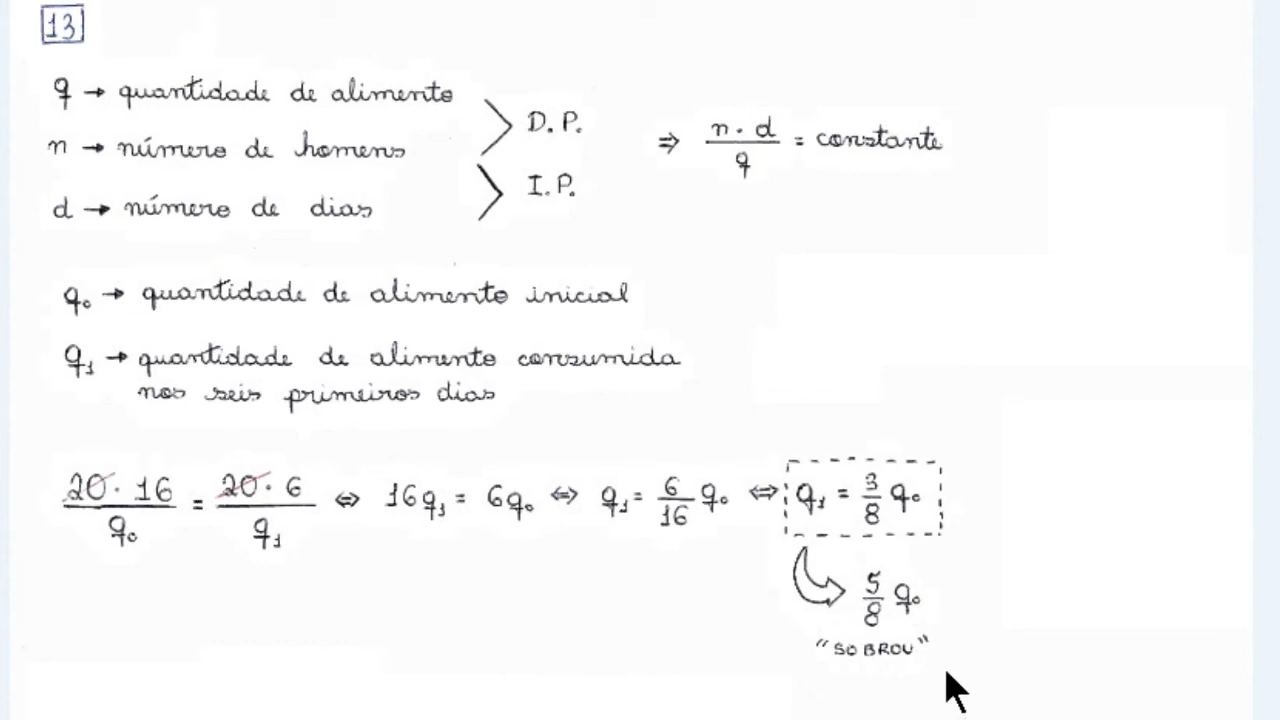 13
q → quantidade de alimento
n → número de homens
d → número de dias
D.P.
I.P.
⇒ n · d / q = constante
q₀ → quantidade de alimento inicial
q₁ → quantidade de alimento consumida
nos seis primeiros dias
20 · 16 / q₀ = 20 · 6 / q₁ ⇔ 16q₁ = 6q₀ ⇔ q₁ = 6/16 q₀ ⇔ q₁ = 3/8 q₀
5/8 q₀
"SOBROU"